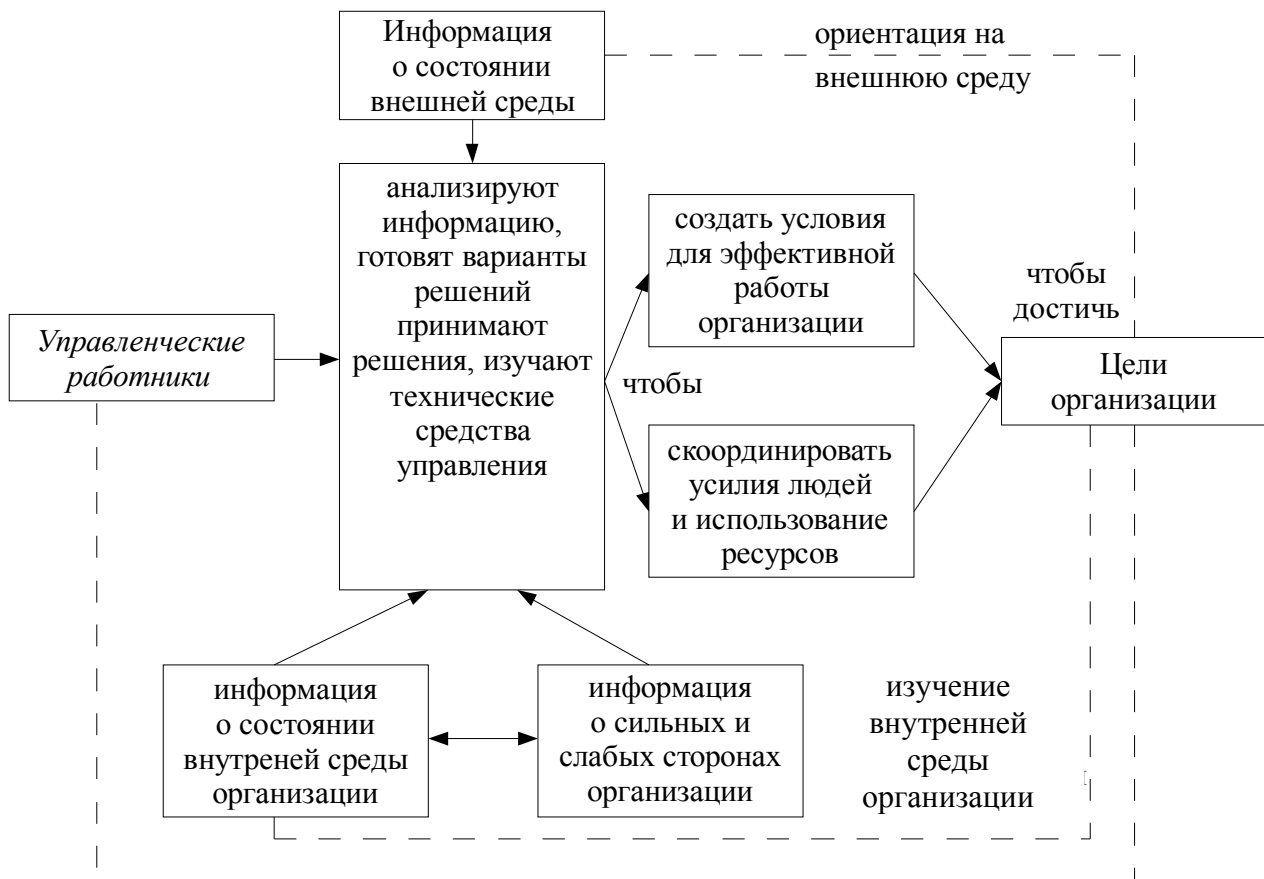 Информация
о состоянии
внешней среды
ориентация на
внешнюю среду
анализируют
информацию,
готовят варианты
решений
принимают
решения, изучают
технические
средства
управления
создать условия
для эффективной
работы
организации
чтобы
достичь
Управленческие
работники
чтобы
Цели
организации
скоординировать
усилия людей
и использование
ресурсов
информация
о состоянии
внутреней среды
организации
информация
о сильных и
слабых сторонах
организации
изучение
внутренней
среды
организации